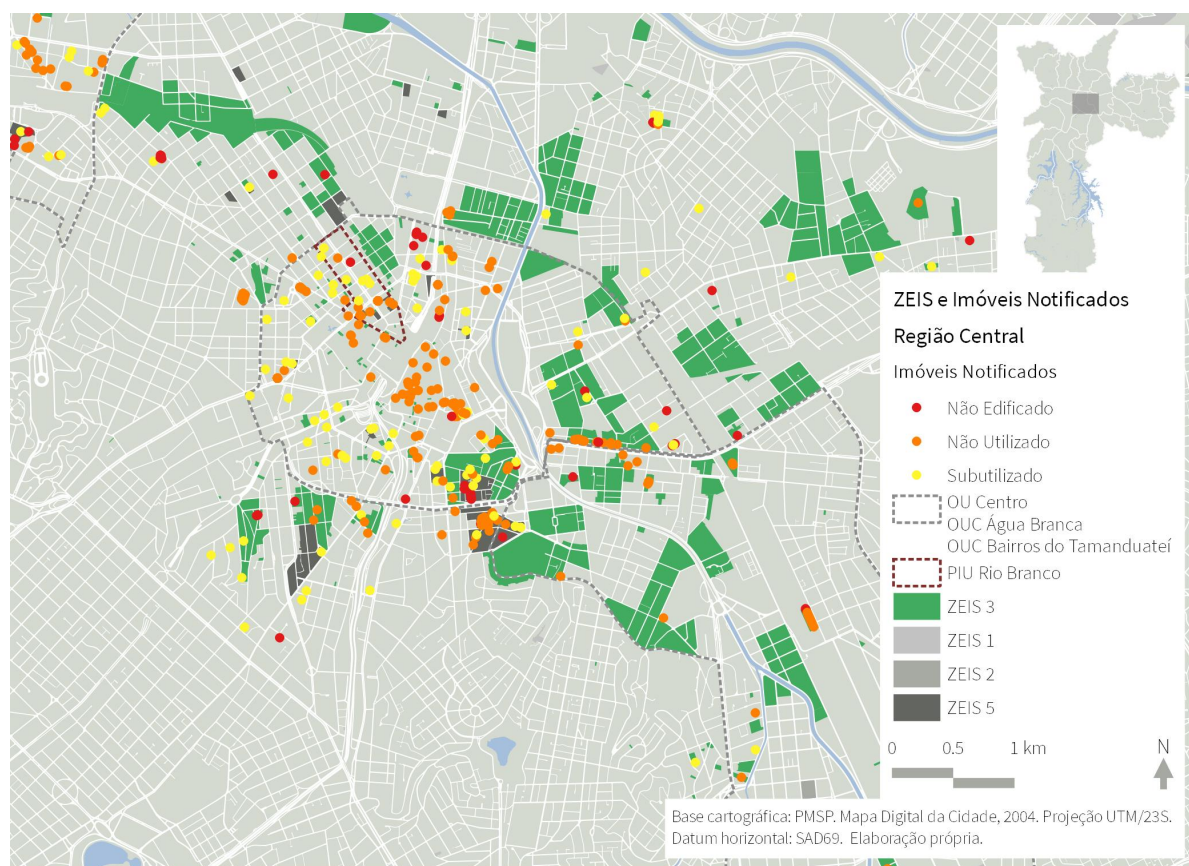 ZEIS e Imóveis Notificados
Região Central
Imóveis Notificados
Não Edificado
Não Utilizado
Subutilizado
OU Centro
OUC Água Branca
OUC Bairros do Tamanduateí
PIU Rio Branco
ZEIS 3
ZEIS 1
ZEIS 2
ZEIS 5
0 0.5 1 km
N
Base cartográfica: PMSP. Mapa Digital da Cidade, 2004. Projeção UTM/23S.
Datum horizontal: SAD69. Elaboração própria.